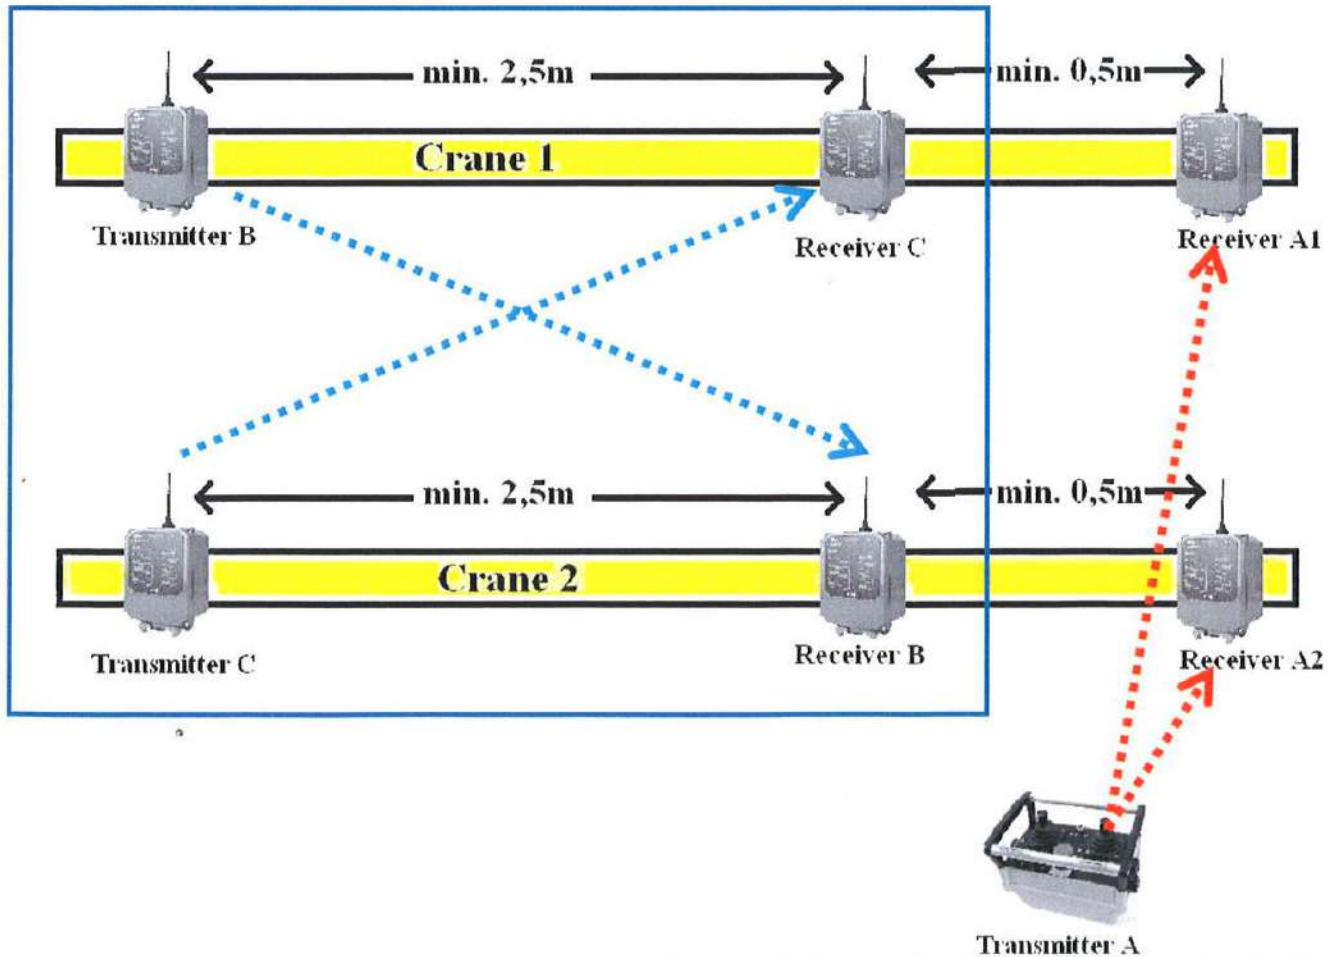 min. 2,5m
min. 0,5m
Crane 1
Transmitter B
Receiver C
Receiver A1
min. 2,5m
min. 0,5m
Crane 2
Transmitter C
Receiver B
Receiver A2
Transmitter A